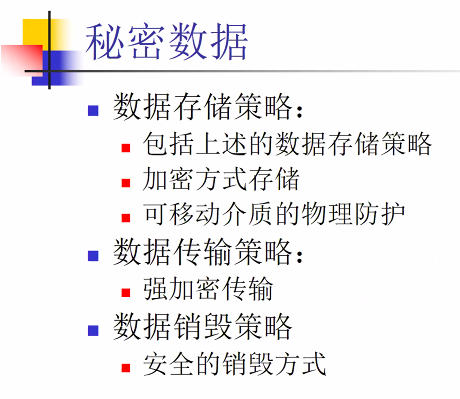 秘密数据
数据存储策略：
包括上述的数据存储策略
加密方式存储
可移动介质的物理防护
数据传输策略：
强加密传输
数据销毁策略
安全的销毁方式